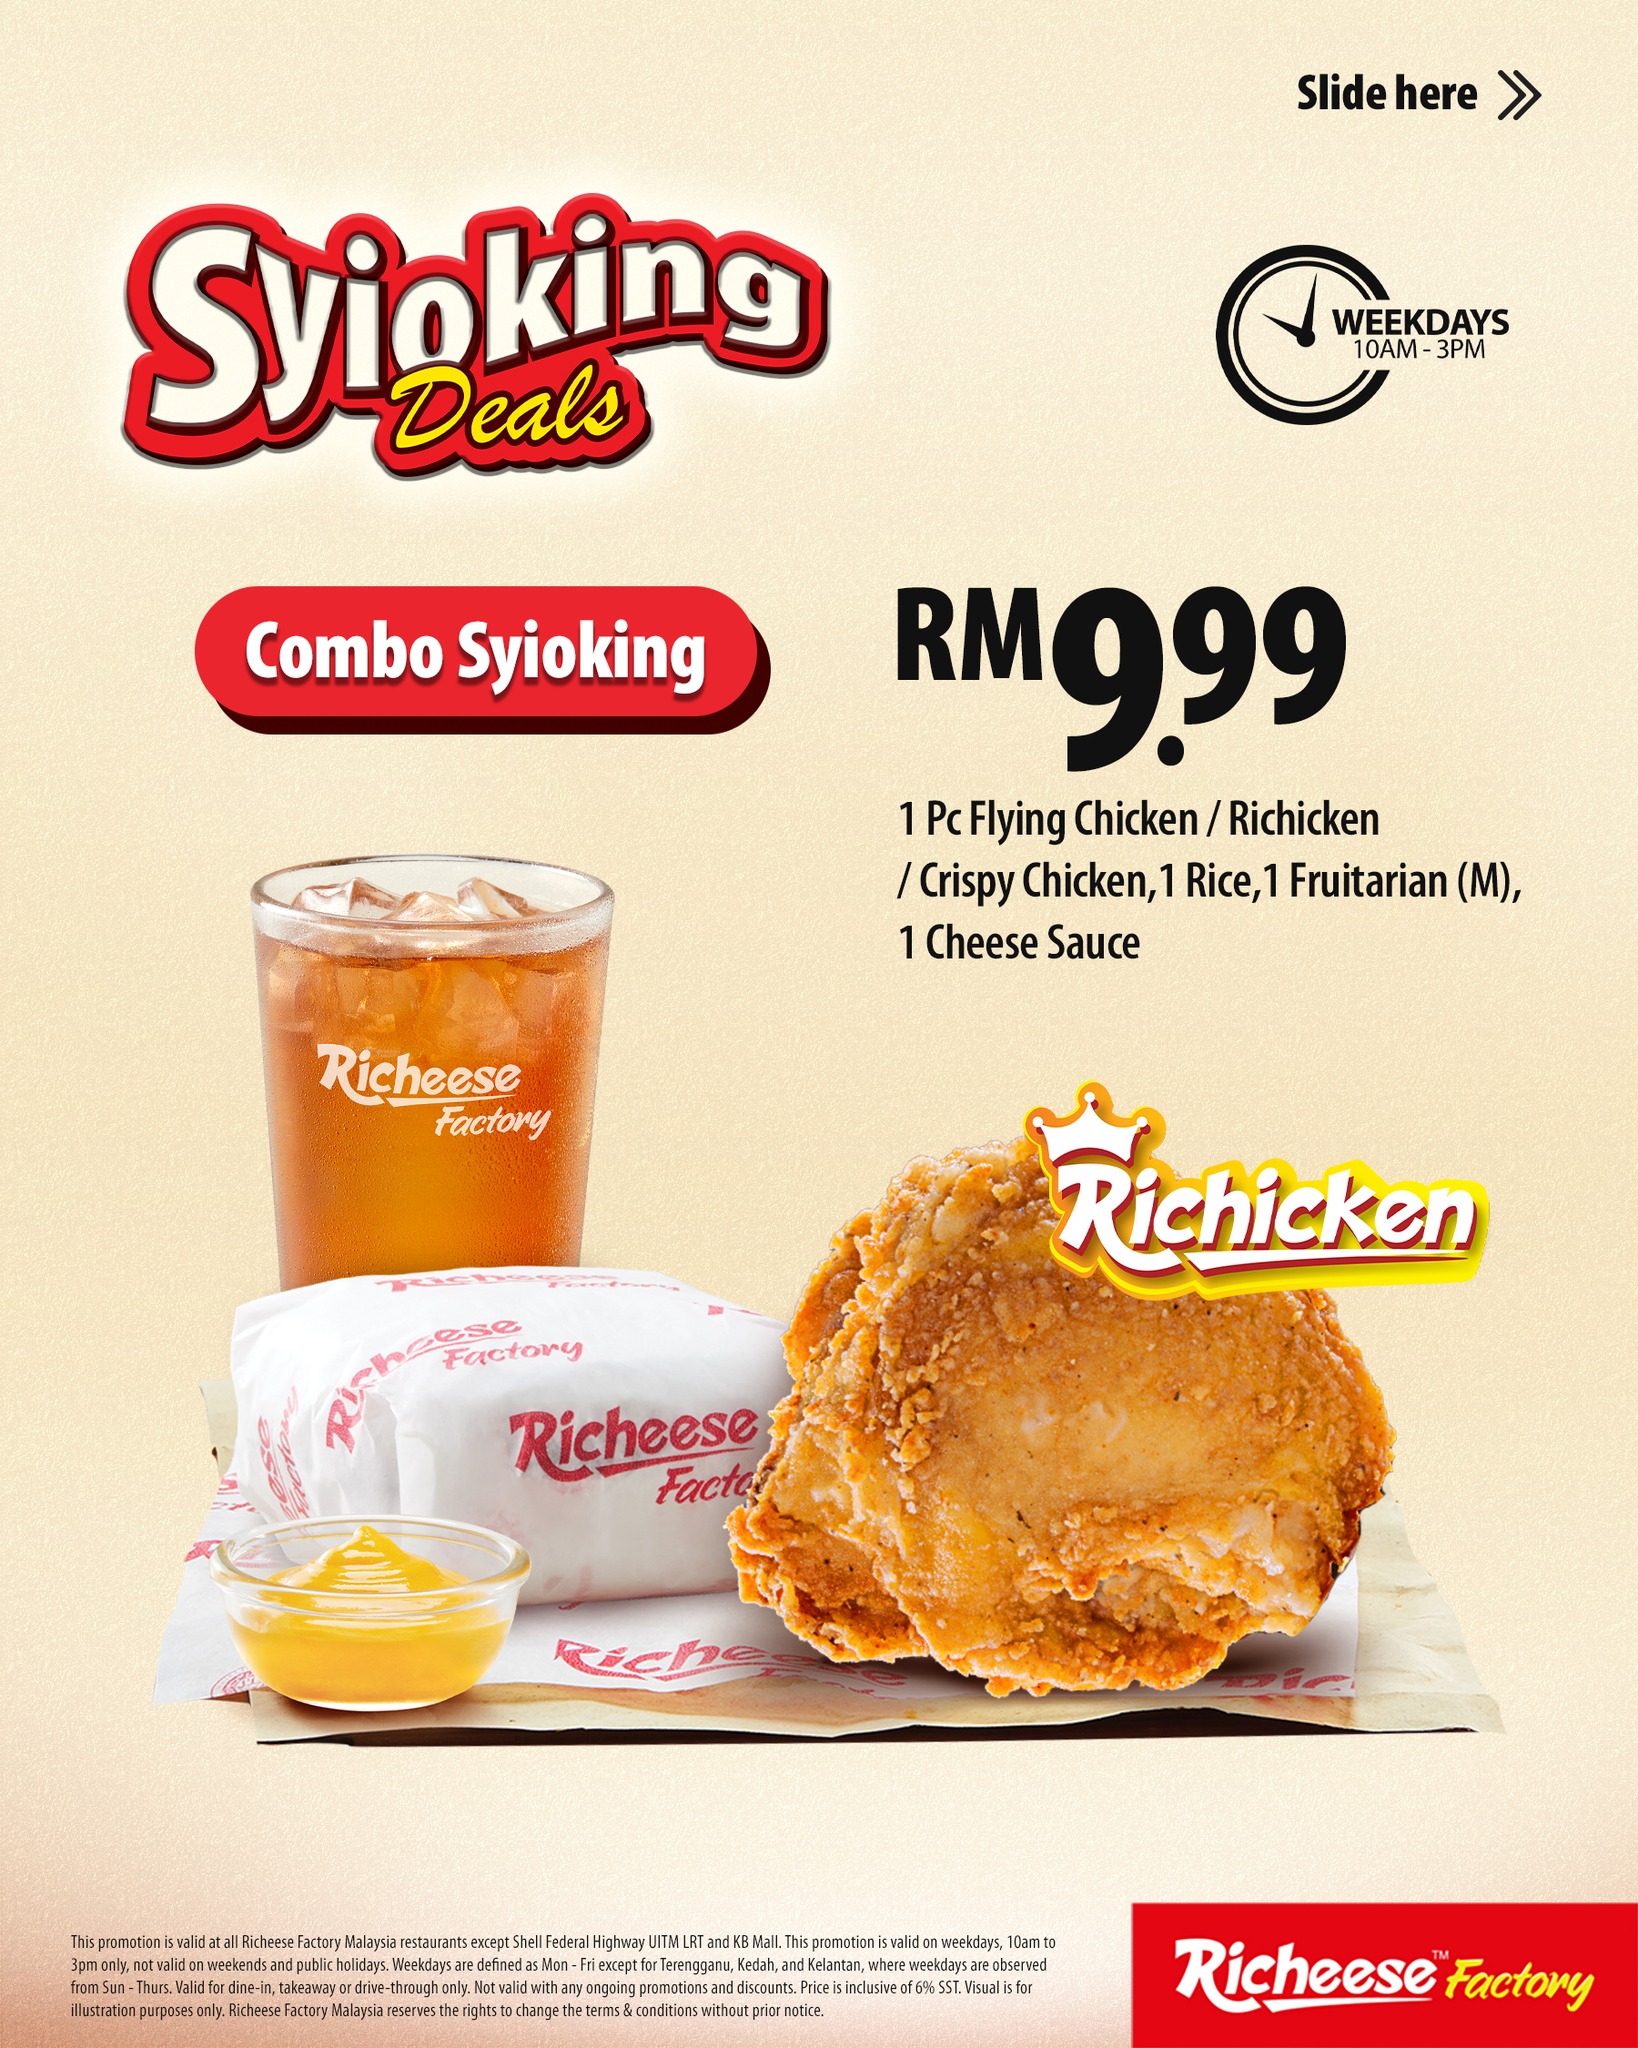 Slide here
Syioking
Deals
WEEKDAYS
10AM - 3PM
Combo Syioking
RM9.99
1 Pc Flying Chicken / Richicken
/ Crispy Chicken,1 Rice,1 Fruitarian (M),
1 Cheese Sauce
Richeese
Factory
Richicken
Richeese
Factory
Richeese
Factory
Richeese
Facto
Richeese
This promotion is valid at all Richeese Factory Malaysia restaurants except Shell Federal Highway UITM LRT and KB Mall. This promotion is valid on weekdays, 10am to
3pm only, not valid on weekends and public holidays. Weekdays are defined as Mon - Fri except for Terengganu, Kedah, and Kelantan, where weekdays are observed
from Sun - Thurs. Valid for dine-in, takeaway or drive-through only. Not valid with any ongoing promotions and discounts. Price is inclusive of 6% SST. Visual is for
illustration purposes only. Richeese Factory Malaysia reserves the rights to change the terms & conditions without prior notice.
Richeese™ Factory